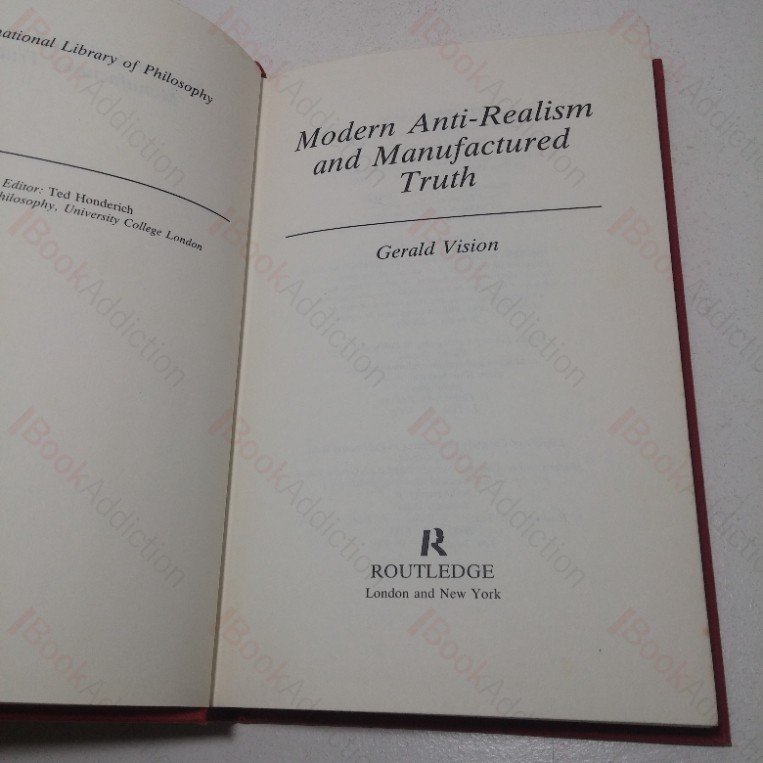 national Library of Philosophy
Editor: Ted Honderich
Philosophy, University College London
Modern Anti-Realism
and Manufactured
Truth
Gerald Vision
R
ROUTLEDGE
London and New York
BookAddiction